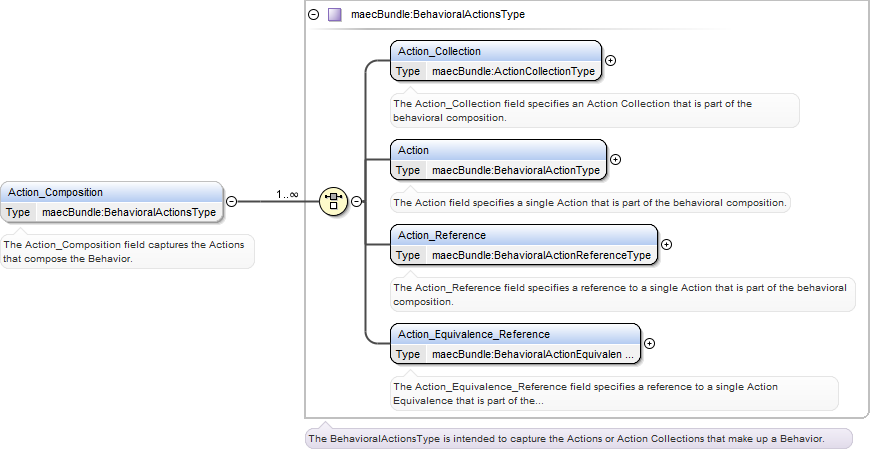 maecBundle:BehavioralActionsType
Action_Collection
Type maecBundle:ActionCollectionType
The Action_Collection field specifies an Action Collection that is part of the
behavioral composition.
Action
Type maecBundle:BehavioralActionType
The Action field specifies a single Action that is part of the behavioral composition.
Action_Composition
Type maecBundle:BehavioralActionsType
The Action_Composition field captures the Actions
that compose the Behavior.
1..∞
Action_Reference
Type maecBundle:BehavioralActionReferenceType
The Action_Reference field specifies a reference to a single Action that is part of the behavioral
composition.
Action_Equivalence_Reference
Type maecBundle:BehavioralActionEquivalen ...
The Action_Equivalence_Reference field specifies a reference to a single Action
Equivalence that is part of the...
The BehavioralActionsType is intended to capture the Actions or Action Collections that make up a Behavior.